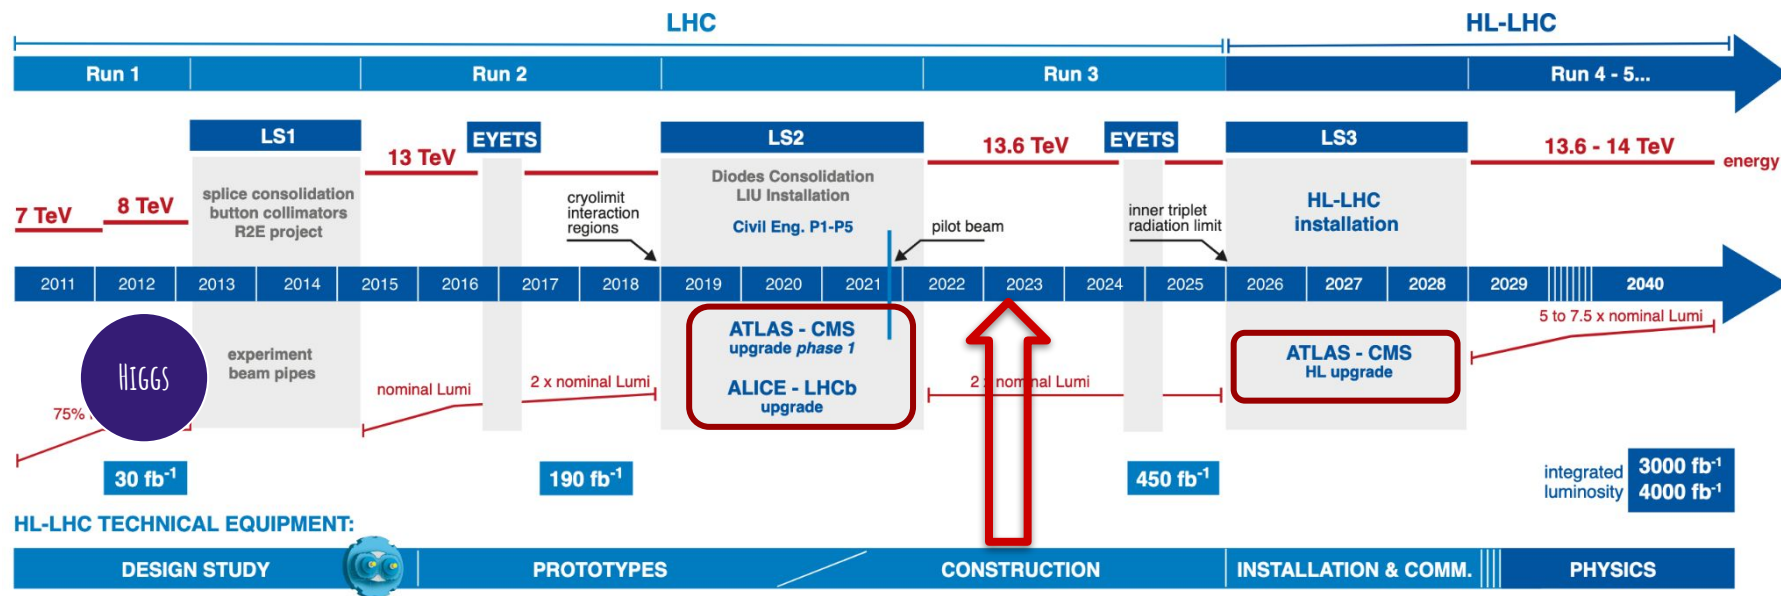 LHC
HL-LHC
Run 1
Run 2
Run 3
Run 4 - 5...
LS1
EYETS
LS2
EYETS
LS3
13 TeV
13.6 TeV
13.6 - 14 TeV
energy
7 TeV
8 TeV
splice consolidation
button collimators
R2E project
cryolimit
interaction
regions
Diodes Consolidation
LIU Installation
Civil Eng. P1-P5
pilot beam
inner triplet
radiation limit
HL-LHC
installation
2011
2012
2013
2014
2015
2016
2017
2018
2019
2020
2021
2022
2023
2024
2025
2026
2027
2028
2029
2040
HIGGS
experiment
beam pipes
nominal Lumi
2 x nominal Lumi
ATLAS - CMS
upgrade phase 1
ALICE - LHCb
upgrade
2 x nominal Lumi
ATLAS - CMS
HL upgrade
5 to 7.5 x nominal Lumi
75%
30 fb⁻¹
190 fb⁻¹
450 fb⁻¹
integrated
luminosity
3000 fb⁻¹
4000 fb⁻¹
HL-LHC TECHNICAL EQUIPMENT:
DESIGN STUDY
PROTOTYPES
CONSTRUCTION
INSTALLATION & COMM.
PHYSICS